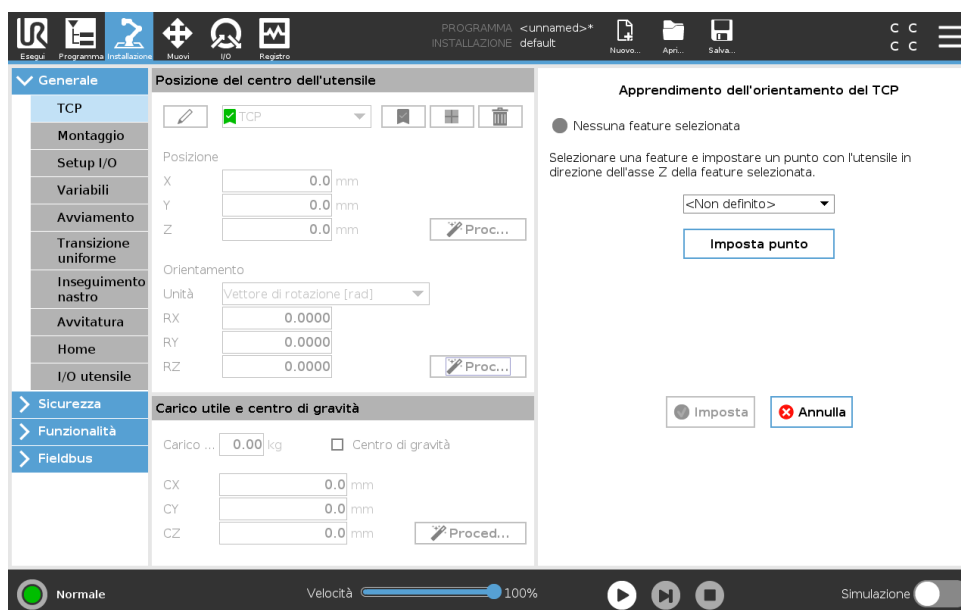 PROGRAMMA <unnamed>*
INSTALLAZIONE default
Esegui
Programma
Installazione
Muovi
I/O
Registro
Nuovo...
Apri...
Salva...
C C
C C
Generale
TCP
Montaggio
Setup I/O
Variabili
Avviamento
Transizione
uniforme
Inseguimento
nastro
Avvitatura
Home
I/O utensile
Sicurezza
Funzionalità
Fieldbus
Posizione del centro dell'utensile
TCP
Posizione
X 0.0 mm
Y 0.0 mm
Z 0.0 mm Proc...
Orientamento
Unità Vettore di rotazione [rad]
RX 0.0000
RY 0.0000
RZ 0.0000 Proc...
Carico utile e centro di gravità
Carico ... 0.00 kg Centro di gravità
CX 0.0 mm
CY 0.0 mm
CZ 0.0 mm Proced...
Apprendimento dell'orientamento del TCP
Nessuna feature selezionata
Selezionare una feature e impostare un punto con l'utensile in
direzione dell'asse Z della feature selezionata.
<Non definito>
Imposta punto
Imposta Annulla
Normale
Velocità 100%
Simulazione